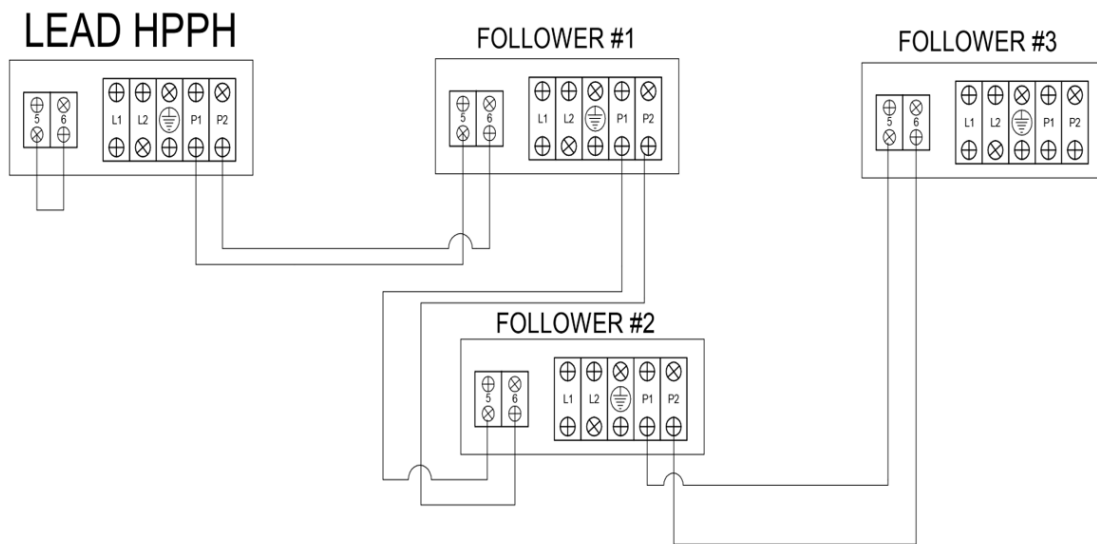 LEAD HPPH
5 6 L1 L2 P1 P2
FOLLOWER #1
5 6 L1 L2 P1 P2
FOLLOWER #3
5 6 L1 L2 P1 P2
FOLLOWER #2
5 6 L1 L2 P1 P2